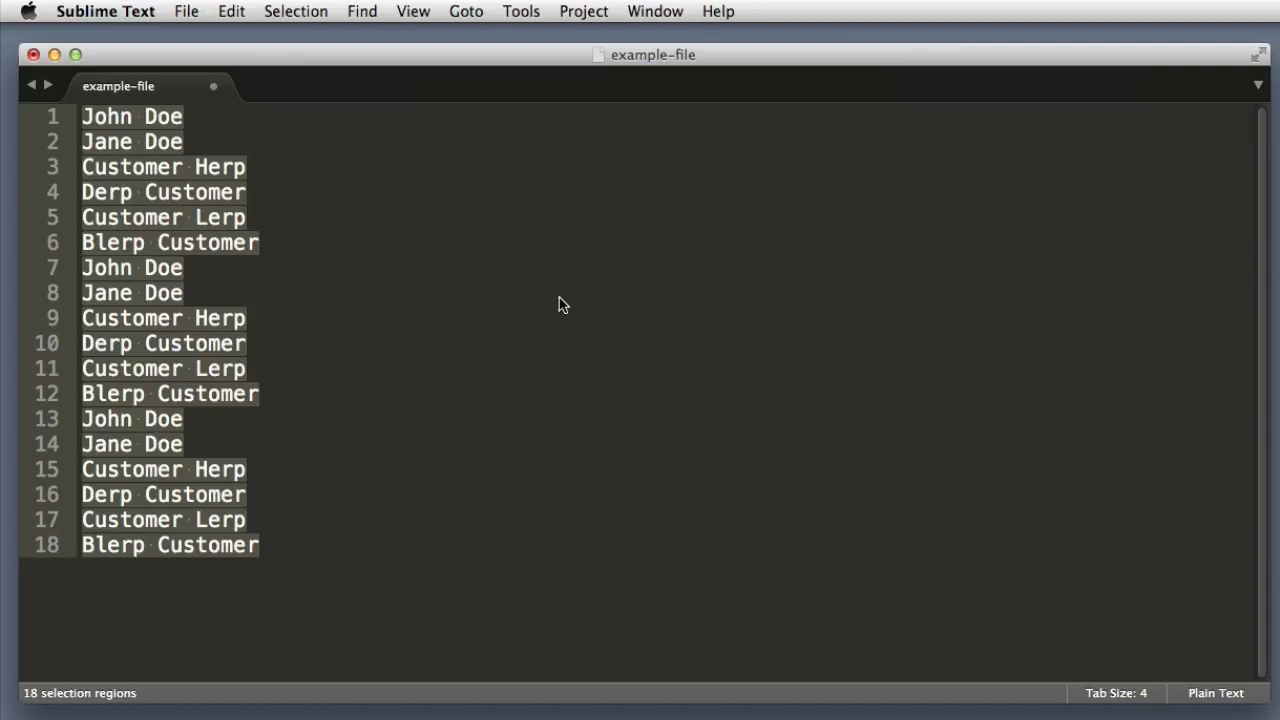 Sublime Text File Edit Selection Find View Goto Tools Project Window Help
example-file
example-file
1 John Doe
2 Jane Doe
3 Customer Herp
4 Derp Customer
5 Customer Lerp
6 Blerp Customer
7 John Doe
8 Jane Doe
9 Customer Herp
10 Derp Customer
11 Customer Lerp
12 Blerp Customer
13 John Doe
14 Jane Doe
15 Customer Herp
16 Derp Customer
17 Customer Lerp
18 Blerp Customer
18 selection regions Tab Size: 4 Plain Text